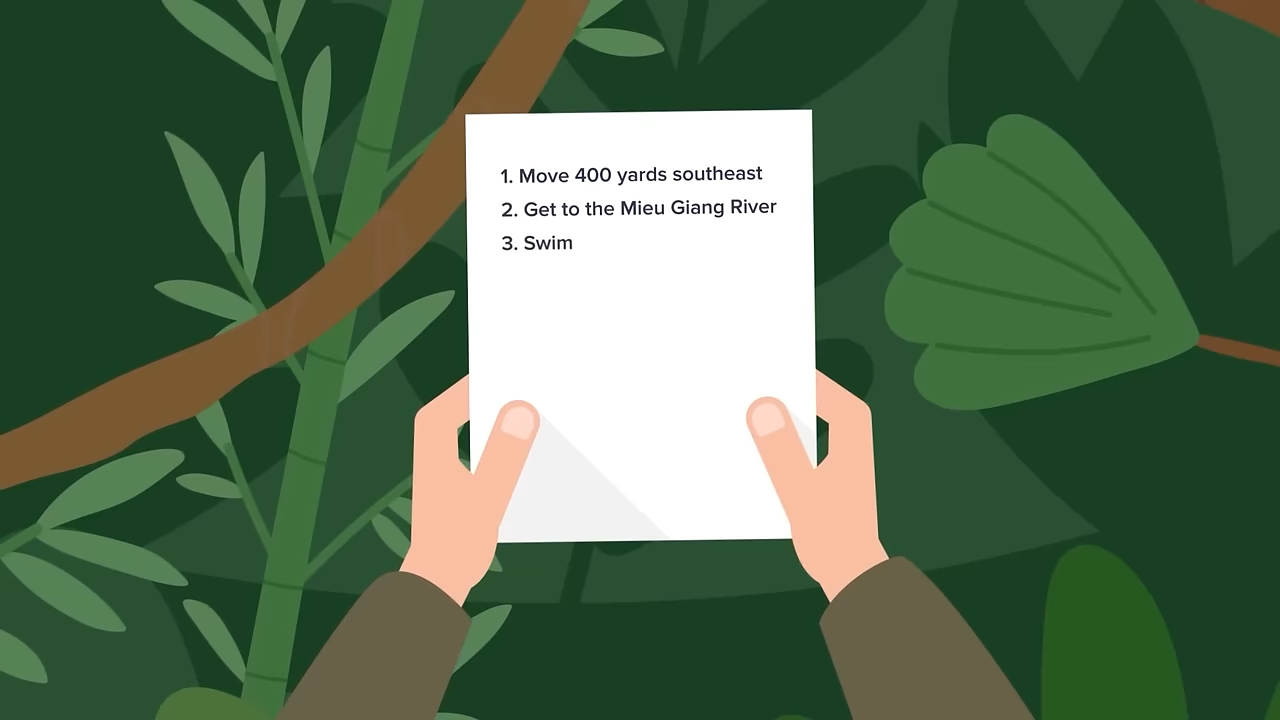 1. Move 400 yards southeast
2. Get to the Mieu Giang River
3. Swim